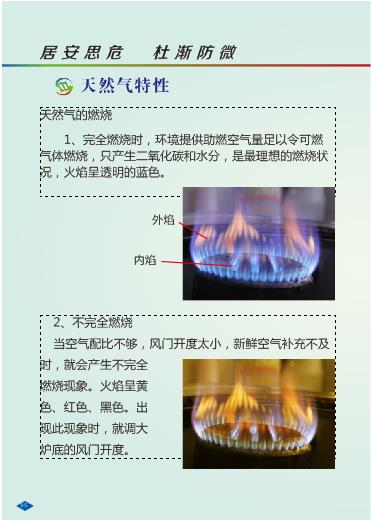 居安思危 杜渐防微
天然气特性
天然气的燃烧
1、完全燃烧时，环境提供助燃空气量足以令可燃
气体燃烧，只产生二氧化碳和水分，是最理想的燃烧状
况，火焰呈透明的蓝色。
外焰
内焰
2、不完全燃烧
当空气配比不够，风门开度太小，新鲜空气补充不及
时，就会产生不完全
燃烧现象。火焰呈黄
色、红色、黑色。出
现此现象时，就调大
炉底的风门开度。